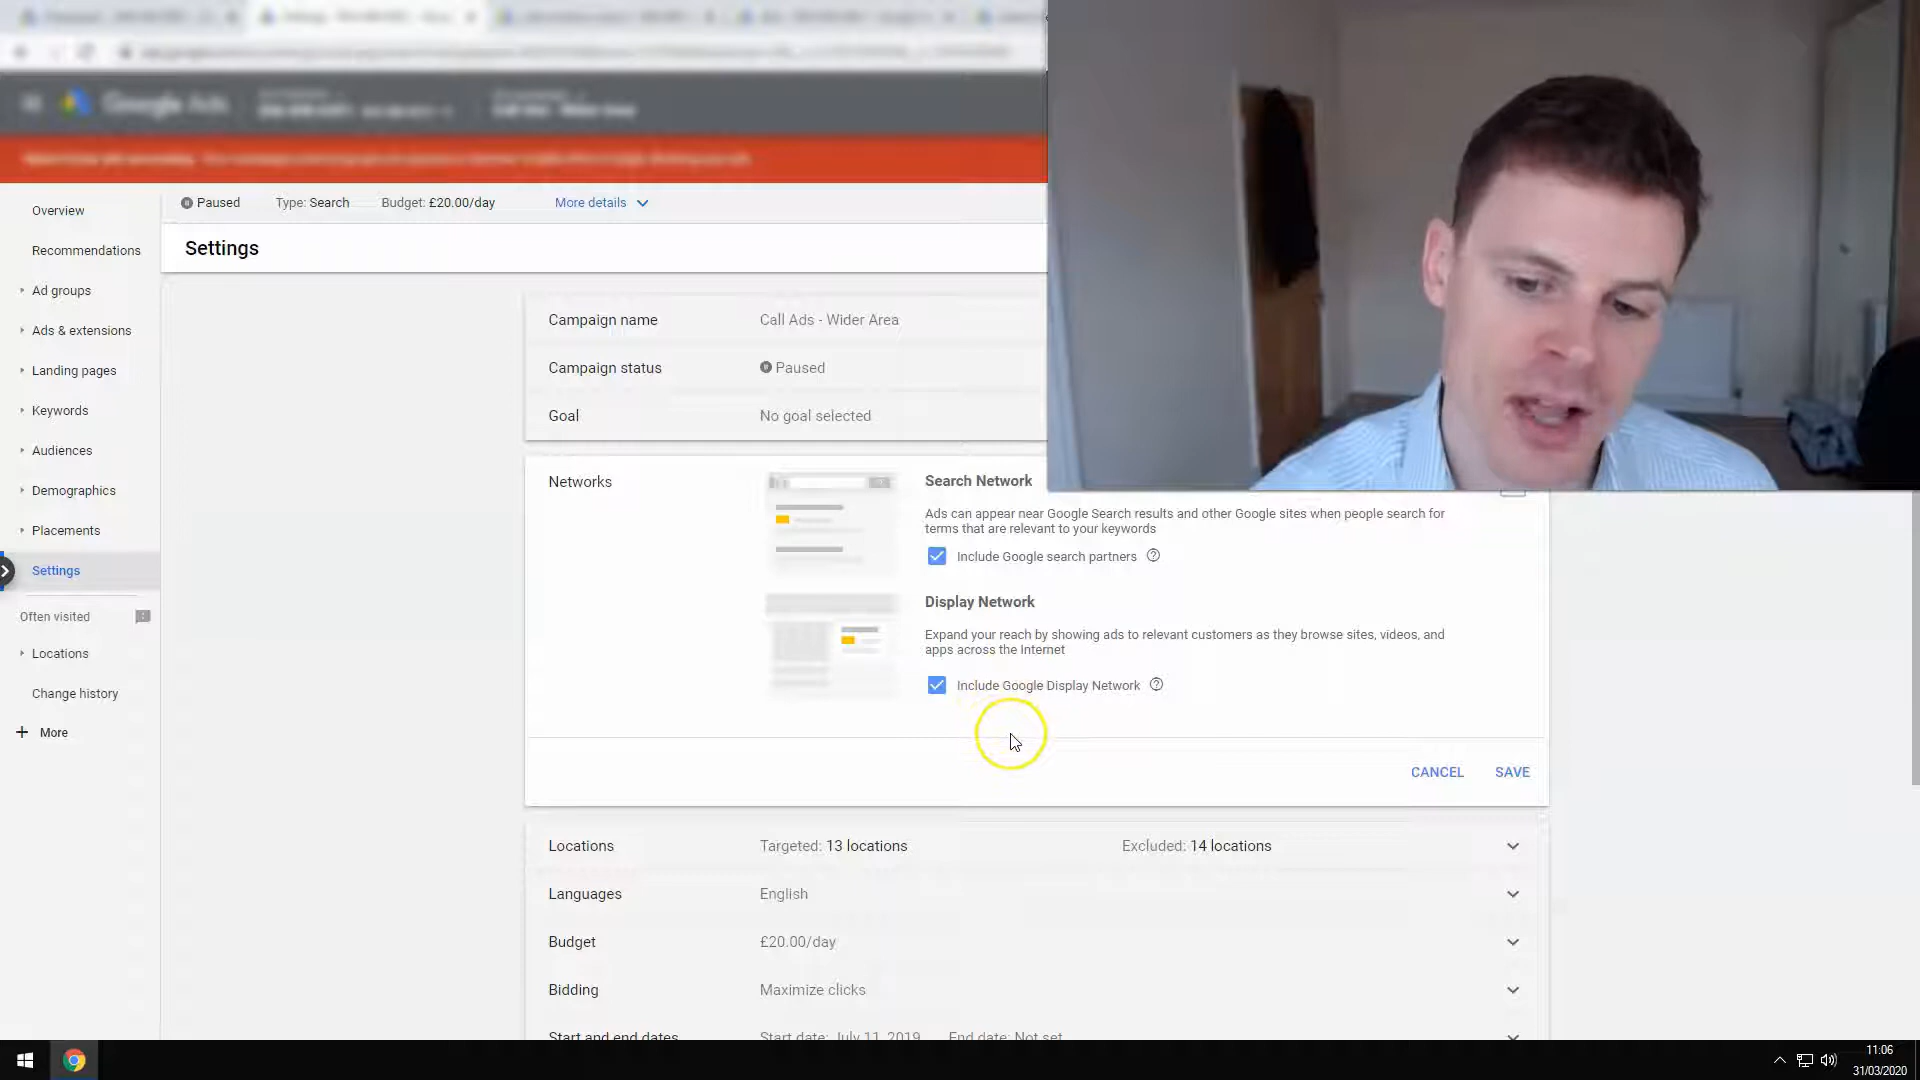 Google Ads
Paused
Type: Search
Budget: £20.00/day
More details
Overview
Recommendations
Ad groups
Ads & extensions
Landing pages
Keywords
Audiences
Demographics
Placements
Settings
Often visited
Locations
Change history
More
Settings
Campaign name
Call Ads - Wider Area
Campaign status
Paused
Goal
No goal selected
Networks
Search Network
Ads can appear near Google Search results and other Google sites when people search for
terms that are relevant to your keywords
Include Google search partners
Display Network
Expand your reach by showing ads to relevant customers as they browse sites, videos, and
apps across the Internet
Include Google Display Network
CANCEL
SAVE
Locations
Targeted: 13 locations
Excluded: 14 locations
Languages
English
Budget
£20.00/day
Bidding
Maximize clicks
Start and end dates
Start date: July 11, 2019
End date: Not set
11:06
31/03/2020